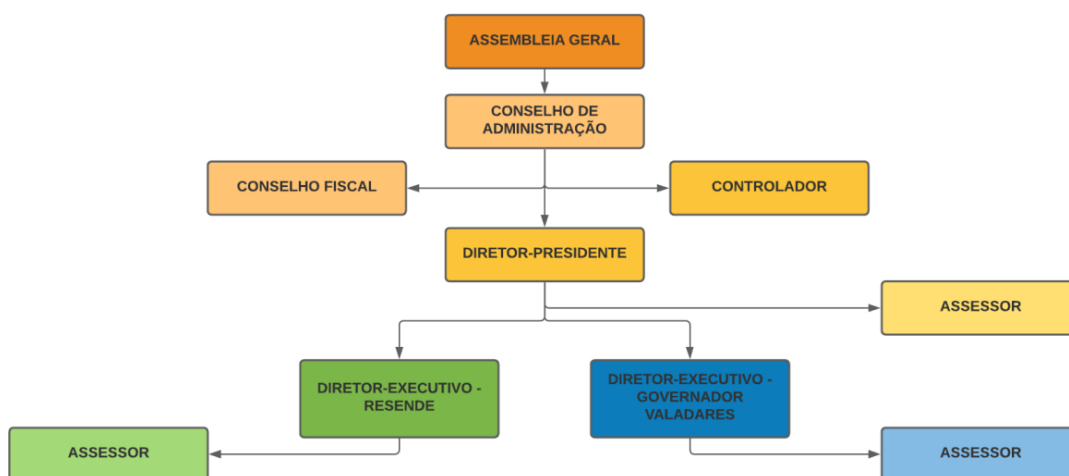 ASSEMBLEIA GERAL
CONSELHO DE
ADMINISTRAÇÃO
CONSELHO FISCAL
CONTROLADOR
DIRETOR-PRESIDENTE
ASSESSOR
DIRETOR-EXECUTIVO -
RESENDE
DIRETOR-EXECUTIVO -
GOVERNADOR
VALADARES
ASSESSOR
ASSESSOR